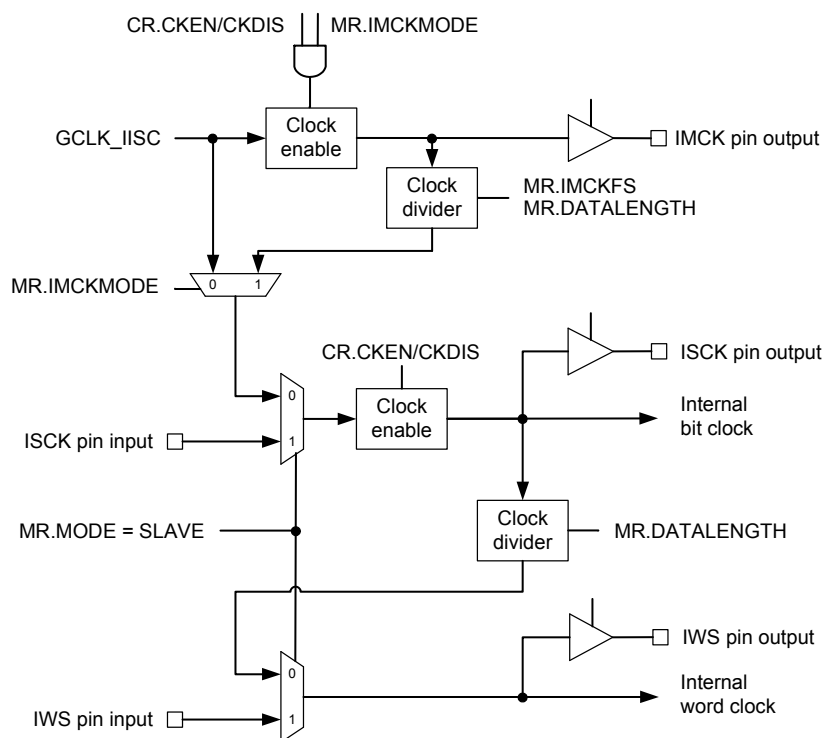 CR.CKEN/CKDIS
MR.IMCKMODE
GCLK_IISC
Clock
enable
IMCK pin output
Clock
divider
MR.IMCKFS
MR.DATALENGTH
MR.IMCKMODE
0
1
CR.CKEN/CKDIS
ISCK pin output
0
Clock
enable
Internal
bit clock
ISCK pin input
1
MR.MODE = SLAVE
Clock
divider
MR.DATALENGTH
IWS pin output
0
Internal
word clock
IWS pin input
1